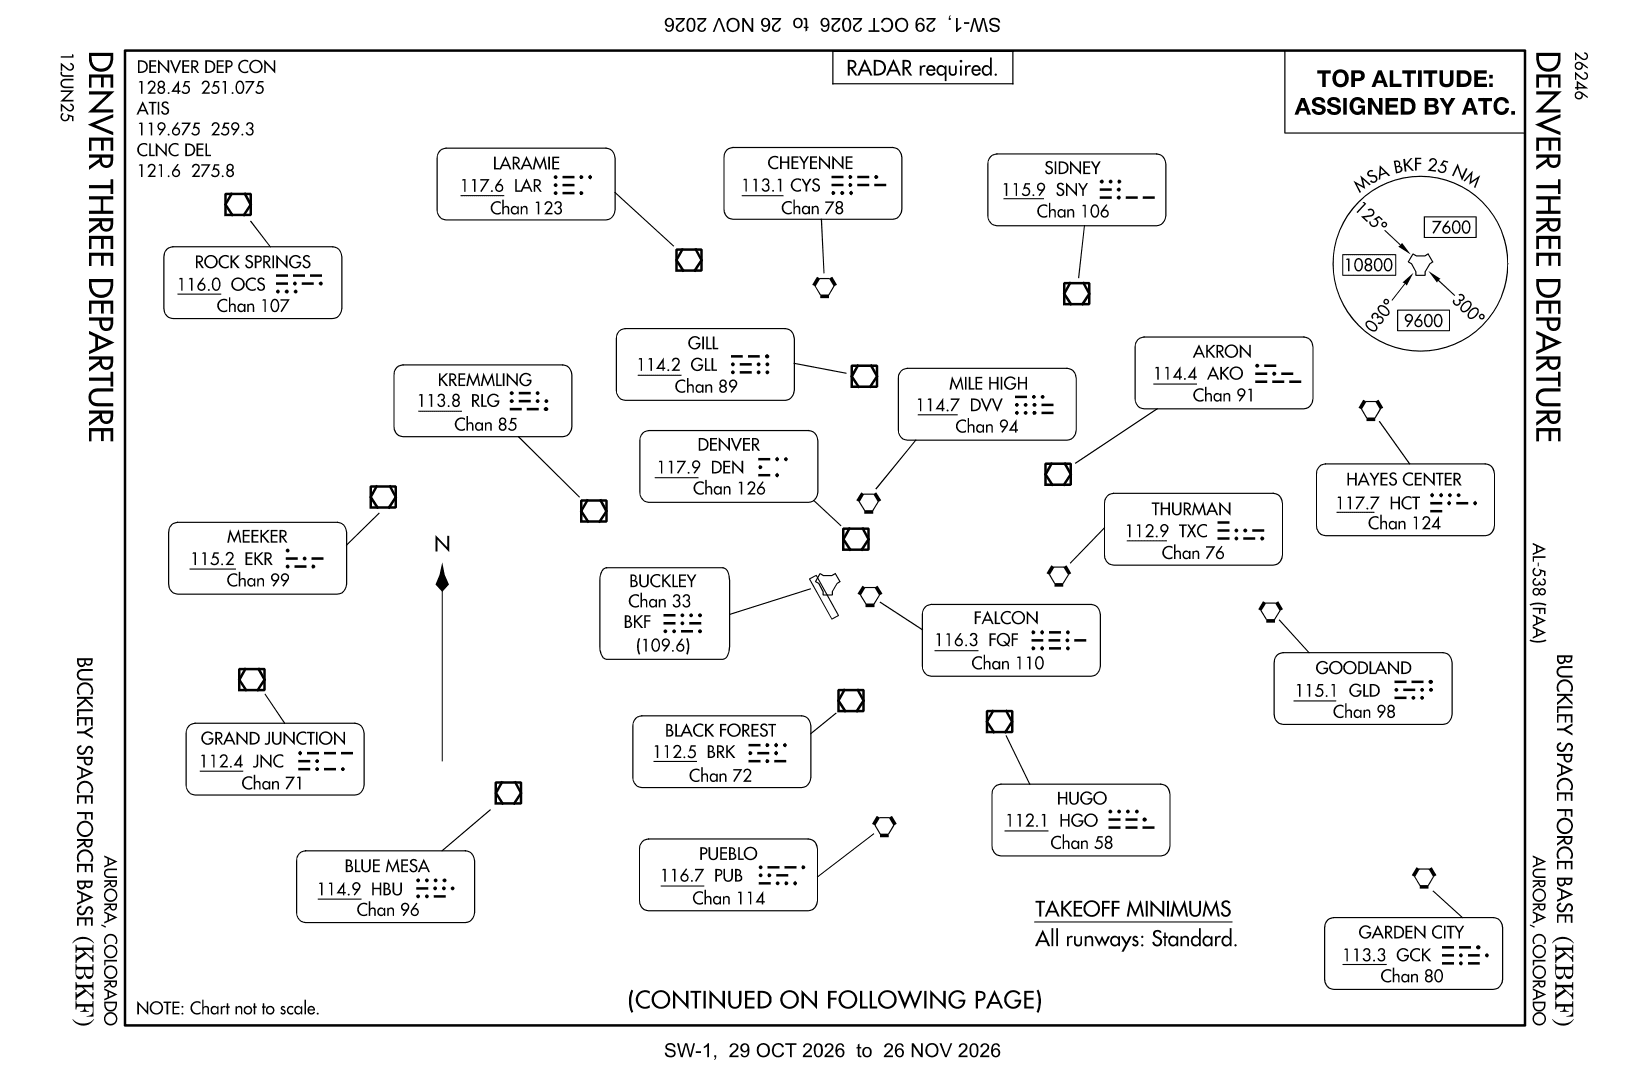 SW-1, 29 OCT 2026 to 26 NOV 2026
DENVER THREE DEPARTURE
12JUN25
DENVER DEP CON
128.45 251.075
ATIS
119.675 259.3
CLNC DEL
121.6 275.8
RADAR required.
TOP ALTITUDE:
ASSIGNED BY ATC.
DENVER THREE DEPARTURE
26246
MSA BKF 25 NM
125°
7600
10800
030°
9600
300°
LARAMIE
117.6 LAR
Chan 123
CHEYENNE
113.1 CYS
Chan 78
SIDNEY
115.9 SNY
Chan 106
ROCK SPRINGS
116.0 OCS
Chan 107
GILL
114.2 GLL
Chan 89
AKRON
114.4 AKO
Chan 91
KREMMLING
113.8 RLG
Chan 85
MILE HIGH
114.7 DVV
Chan 94
DENVER
117.9 DEN
Chan 126
HAYES CENTER
117.7 HCT
Chan 124
THURMAN
112.9 TXC
Chan 76
MEEKER
115.2 EKR
Chan 99
N
BUCKLEY
Chan 33
BKF
(109.6)
FALCON
116.3 FQF
Chan 110
GOODLAND
115.1 GLD
Chan 98
GRAND JUNCTION
112.4 JNC
Chan 71
BLACK FOREST
112.5 BRK
Chan 72
HUGO
112.1 HGO
Chan 58
BLUE MESA
114.9 HBU
Chan 96
PUEBLO
116.7 PUB
Chan 114
TAKEOFF MINIMUMS
All runways: Standard.
GARDEN CITY
113.3 GCK
Chan 80
NOTE: Chart not to scale.
(CONTINUED ON FOLLOWING PAGE)
BUCKLEY SPACE FORCE BASE (KBKF)
AURORA, COLORADO
AL-538 (FAA)
BUCKLEY SPACE FORCE BASE (KBKF)
AURORA, COLORADO
SW-1, 29 OCT 2026 to 26 NOV 2026